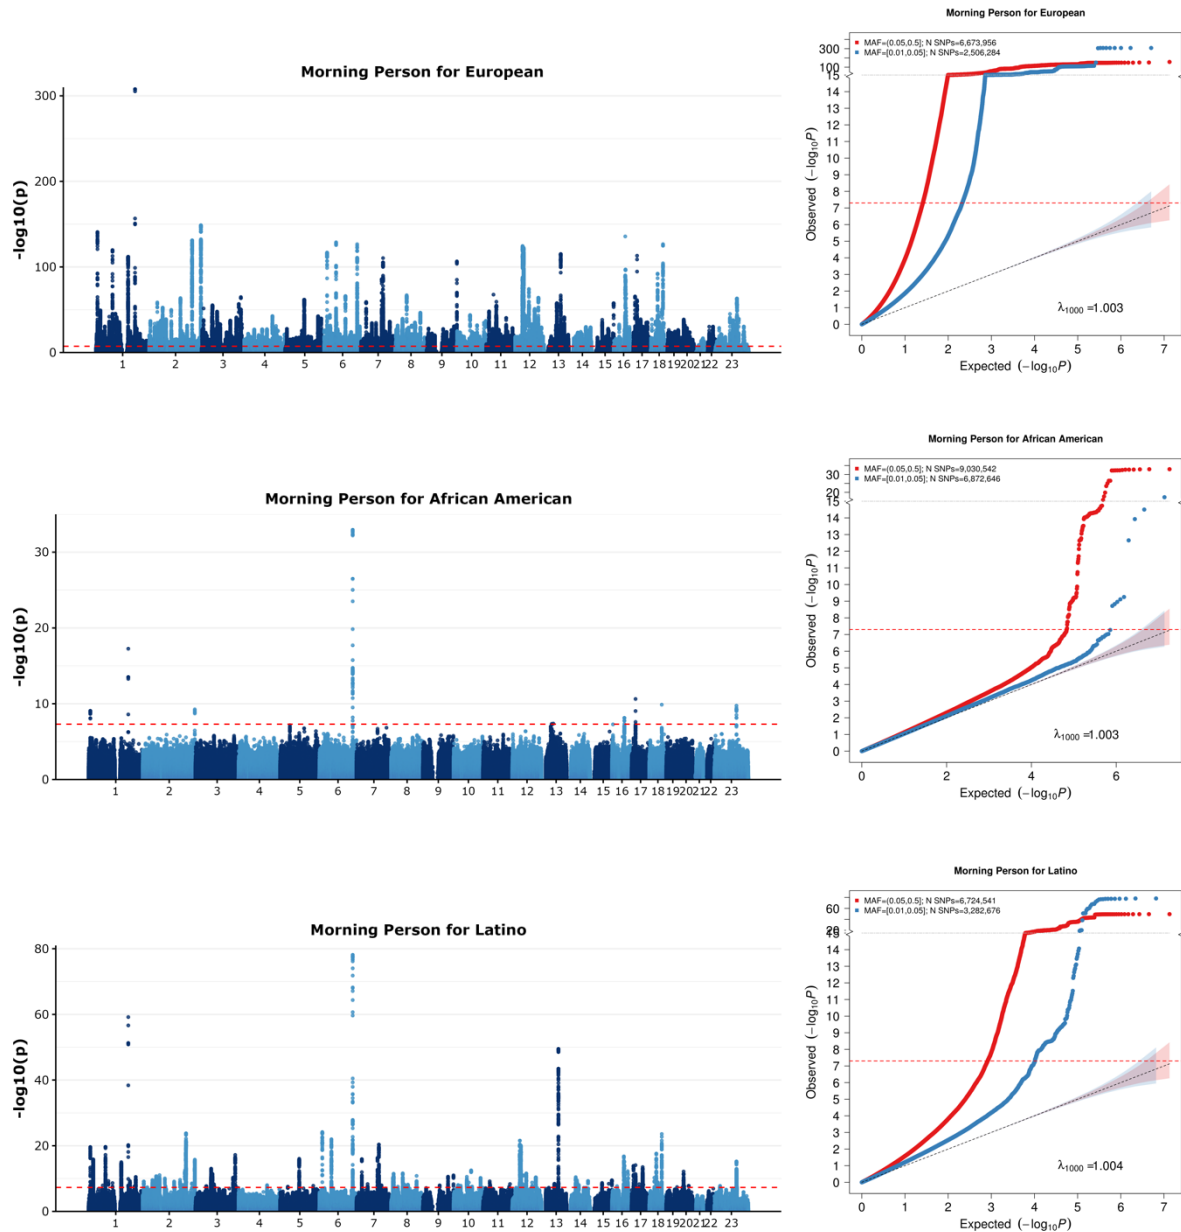 Morning Person for European
-log10(p)
300
200
100
0
1 2 3 4 5 6 7 8 9 10 11 12 13 14 15 16 17 18 19 20 21 22 23
Morning Person for European
MAF=(0.05,0.5]; N SNPs=6,673,956
MAF=[0.01,0.05]; N SNPs=2,506,284
Observed (−log10P)
300
100
15
15
14
13
12
11
10
9
8
7
6
5
4
3
2
1
0
λ1000 =1.003
0 1 2 3 4 5 6 7
Expected (−log10P)
Morning Person for African American
-log10(p)
30
20
10
0
1 2 3 4 5 6 7 8 9 10 11 12 13 14 15 16 17 18 19 20 21 22 23
Morning Person for African American
MAF=(0.05,0.5]; N SNPs=9,030,542
MAF=[0.01,0.05]; N SNPs=6,872,646
Observed (−log10P)
30
20
15
15
14
13
12
11
10
9
8
7
6
5
4
3
2
1
0
λ1000 =1.003
0 2 4 6
Expected (−log10P)
Morning Person for Latino
-log10(p)
80
60
40
20
0
1 2 3 4 5 6 7 8 9 10 11 12 13 14 15 16 17 18 19 20 21 22 23
Morning Person for Latino
MAF=(0.05,0.5]; N SNPs=6,724,541
MAF=[0.01,0.05]; N SNPs=3,282,676
Observed (−log10P)
60
20
15
15
14
13
12
11
10
9
8
7
6
5
4
3
2
1
0
λ1000 =1.004
0 1 2 3 4 5 6 7
Expected (−log10P)